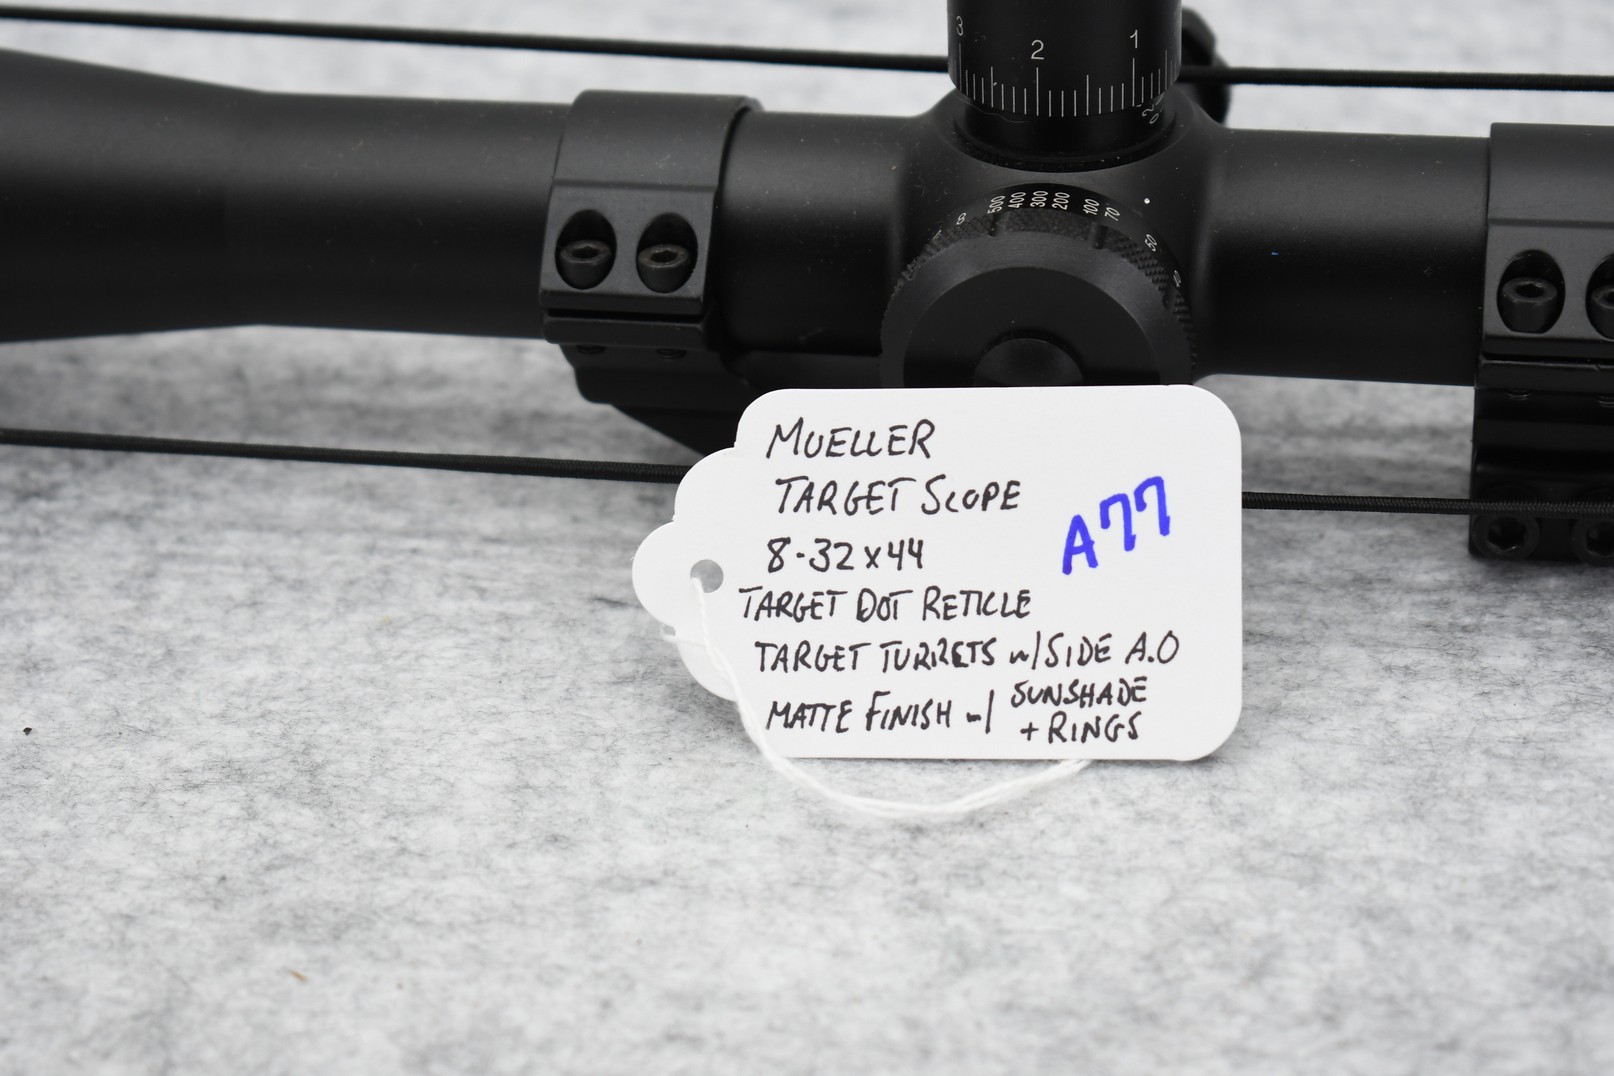 3 2 1
500 400 300 200 100 70 50
MUELLER
TARGET SCOPE
8-32x44
A77
TARGET DOT RETICLE
TARGET TURRETS w/SIDE A.O
MATTE FINISH w/ SUNSHADE
+ RINGS